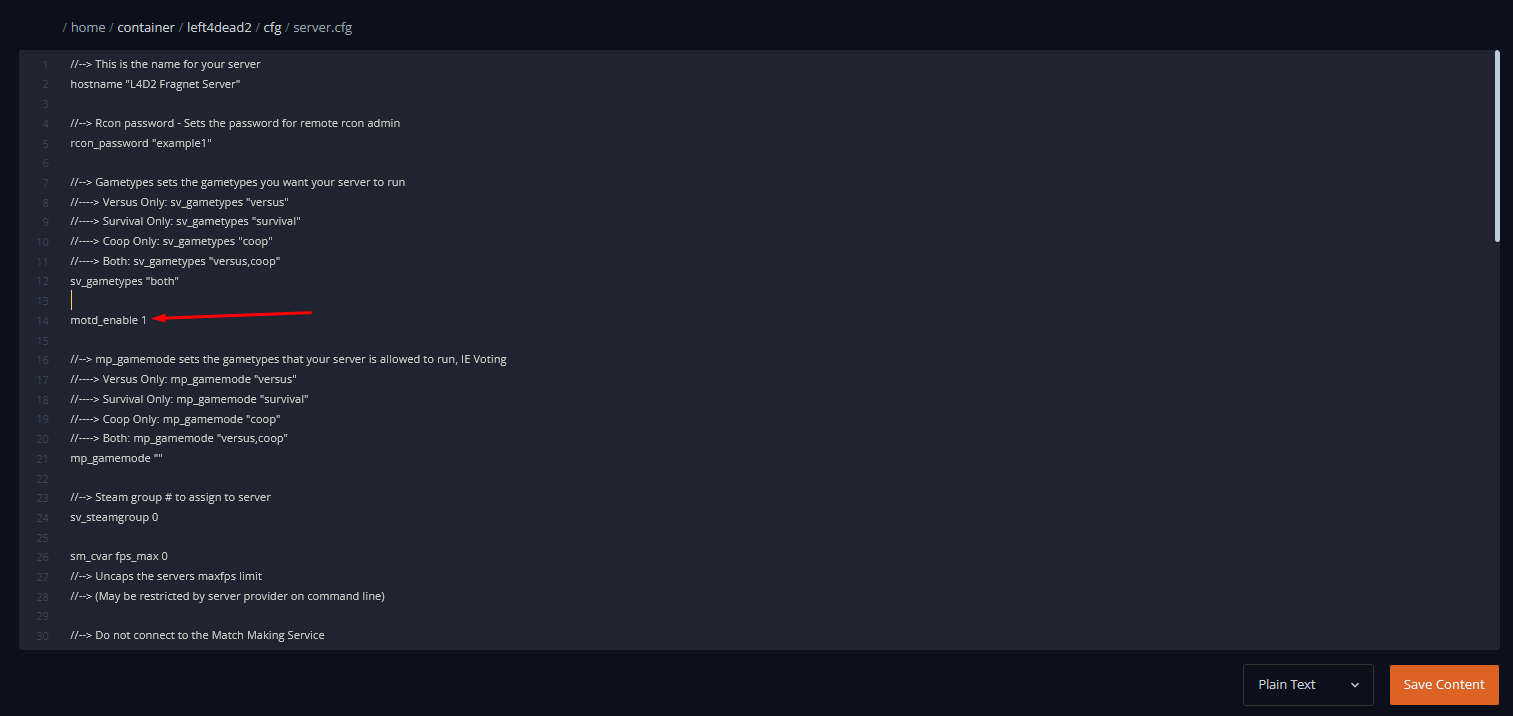 / home / container / left4dead2 / cfg / server.cfg
1 //--> This is the name for your server
2 hostname "L4D2 Fragnet Server"
3
4 //--> Rcon password - Sets the password for remote rcon admin
5 rcon_password "example1"
6
7 //--> Gametypes sets the gametypes you want your server to run
8 //----> Versus Only: sv_gametypes "versus"
9 //----> Survival Only: sv_gametypes "survival"
10 //----> Coop Only: sv_gametypes "coop"
11 //----> Both: sv_gametypes "versus,coop"
12 sv_gametypes "both"
13
14 motd_enable 1
15
16 //--> mp_gamemode sets the gametypes that your server is allowed to run, IE Voting
17 //----> Versus Only: mp_gamemode "versus"
18 //----> Survival Only: mp_gamemode "survival"
19 //----> Coop Only: mp_gamemode "coop"
20 //----> Both: mp_gamemode "versus,coop"
21 mp_gamemode ""
22
23 //--> Steam group # to assign to server
24 sv_steamgroup 0
25
26 sm_cvar fps_max 0
27 //--> Uncaps the servers maxfps limit
28 //--> (May be restricted by server provider on command line)
29
30 //--> Do not connect to the Match Making Service
Plain Text
Save Content